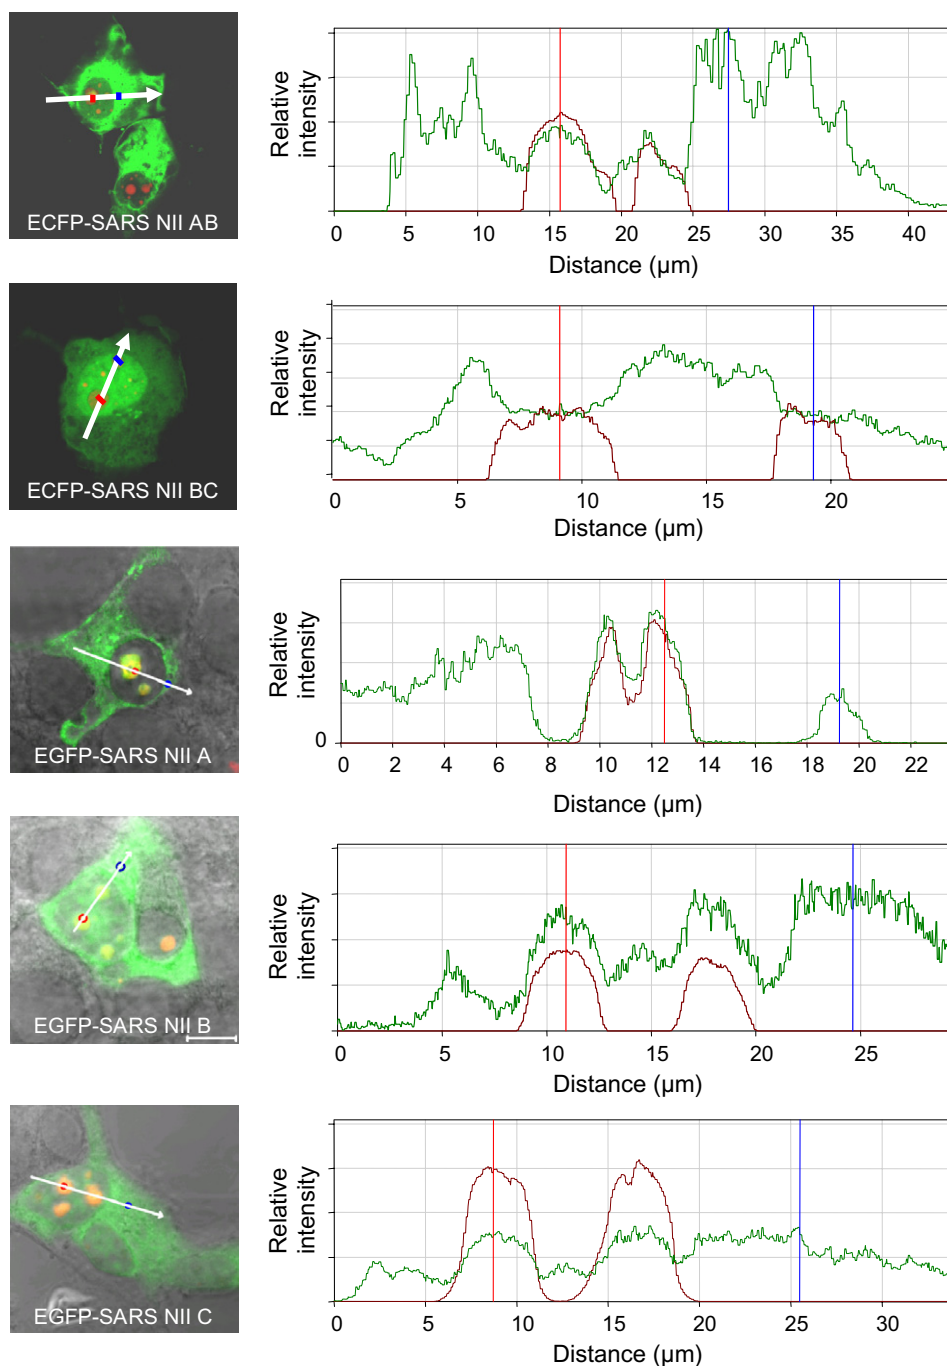 Relative
intensity
ECFP-SARS NII AB
0 5 10 15 20 25 30 35 40
Distance (µm)
Relative
intensity
ECFP-SARS NII BC
0 5 10 15 20
Distance (µm)
Relative
intensity
0
EGFP-SARS NII A
0 2 4 6 8 10 12 14 16 18 20 22
Distance (µm)
Relative
intensity
EGFP-SARS NII B
0 5 10 15 20 25
Distance (µm)
Relative
intensity
EGFP-SARS NII C
5 10 15 20 25 30
Distance (µm)